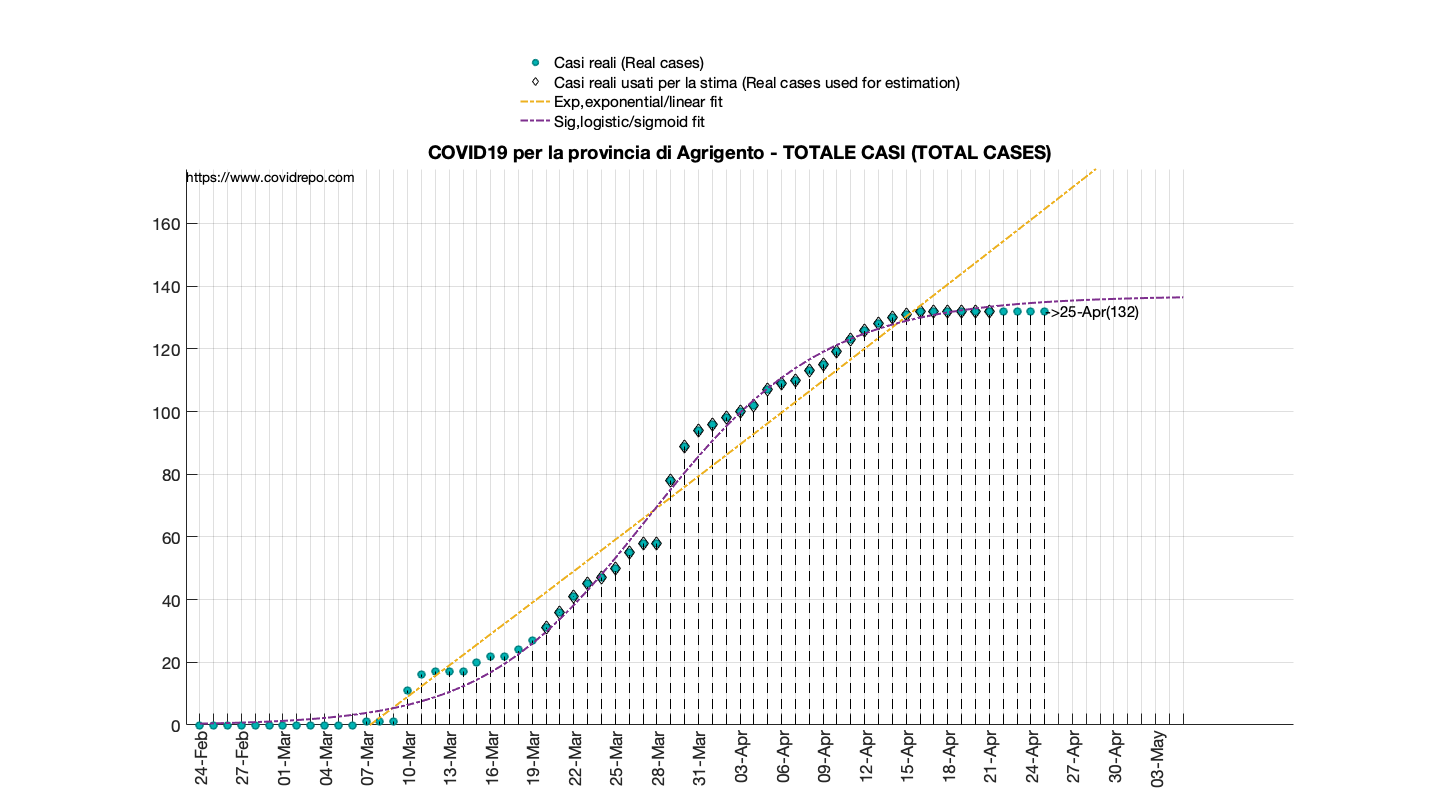 Casi reali (Real cases)
Casi reali usati per la stima (Real cases used for estimation)
Exp,exponential/linear fit
Sig,logistic/sigmoid fit
COVID19 per la provincia di Agrigento - TOTALE CASI (TOTAL CASES)
https://www.covidrepo.com
160
140
120
100
80
60
40
20
0
>25-Apr(132)
24-Feb
27-Feb
01-Mar
04-Mar
07-Mar
10-Mar
13-Mar
16-Mar
19-Mar
22-Mar
25-Mar
28-Mar
31-Mar
03-Apr
06-Apr
09-Apr
12-Apr
15-Apr
18-Apr
21-Apr
24-Apr
27-Apr
30-Apr
03-May